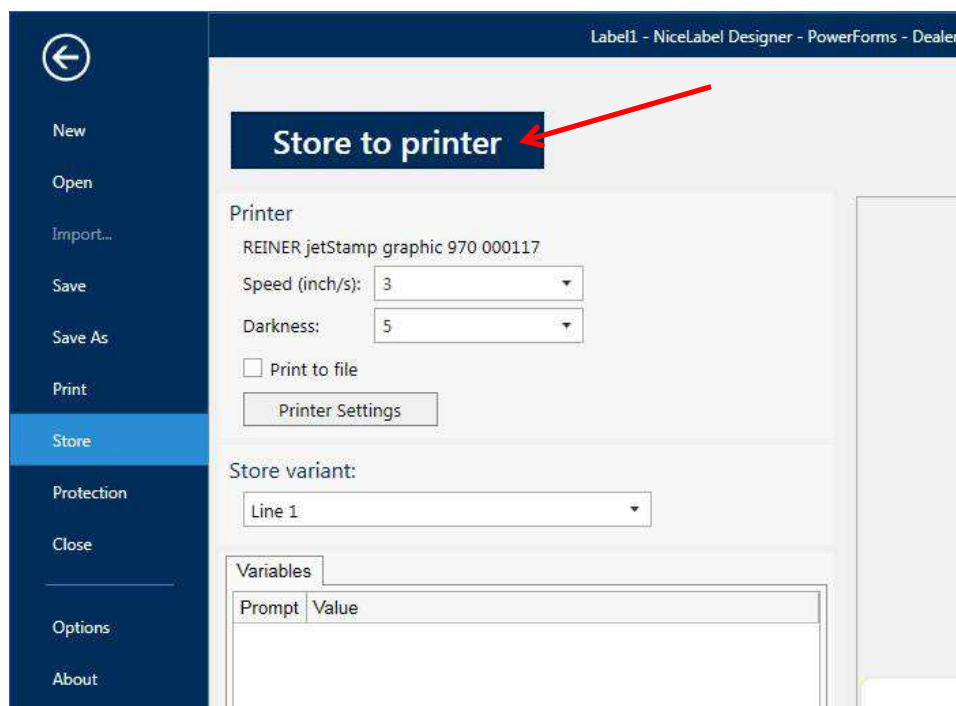 Label1 - NiceLabel Designer - PowerForms - Dealer
New
Open
Import...
Save
Save As
Print
Store
Protection
Close
Options
About
Store to printer
Printer
REINER jetStamp graphic 970 000117
Speed (inch/s): 3
Darkness: 5
Print to file
Printer Settings
Store variant:
Line 1
Variables
Prompt Value